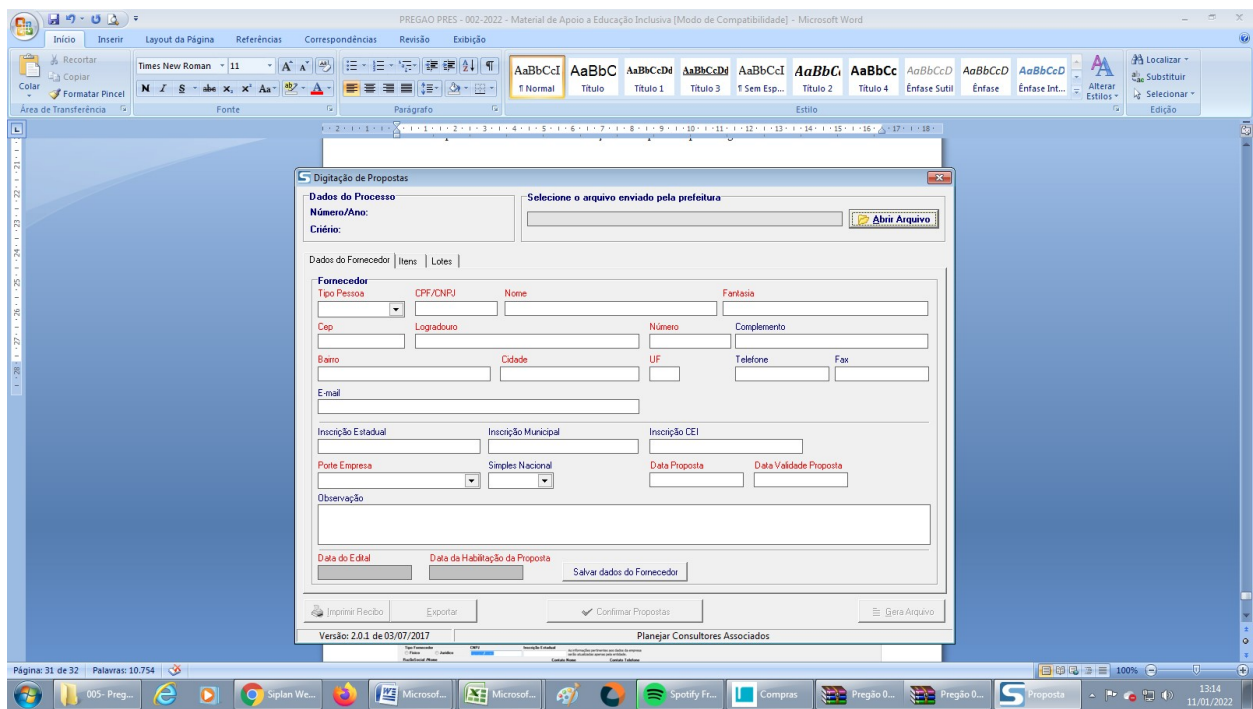 PREGAO PRES - 002-2022 - Material de Apoio a Educação Inclusiva [Modo de Compatibilidade] - Microsoft Word
Início Inserir Layout da Página Referências Correspondências Revisão Exibição
Recortar
Copiar
Formatar Pincel
Colar
Área de Transferência
Times New Roman 11
N I S abc x, x² Aa
Fonte
Parágrafo
AaBbCcI AaBbC AaBbCcDd AaBbCcDd AaBbCcI AaBbC AaBbCc AaBbCcD AaBbCcD AaBbCcD
¶ Normal Título Título 1 Título 3 ¶ Sem Esp... Título 2 Título 4 Ênfase Sutil Ênfase Ênfase Int...
Estilo
Alterar Estilos
Localizar
Substituir
Selecionar
Edição
Digitação de Propostas
Dados do Processo
Número/Ano:
Criério:
Selecione o arquivo enviado pela prefeitura
Abrir Arquivo
Dados do Fornecedor Itens Lotes
Fornecedor
Tipo Pessoa CPF/CNPJ Nome Fantasia
Cep Logradouro Número Complemento
Bairro Cidade UF Telefone Fax
E-mail
Inscrição Estadual Inscrição Municipal Inscrição CEI
Porte Empresa Simples Nacional Data Proposta Data Validade Proposta
Observação
Data do Edital Data da Habilitação da Proposta
Salvar dados do Fornecedor
Imprimir Recibo Exportar Confirmar Propostas Gera Arquivo
Versão: 2.0.1 de 03/07/2017 Planejar Consultores Associados
Página: 31 de 32 Palavras: 10.754 100%
005- Preg... Siplan We... Microsof... Microsof... Spotify Fr... Compras Pregão 0... Pregão 0... Proposta
13:14
11/01/2022